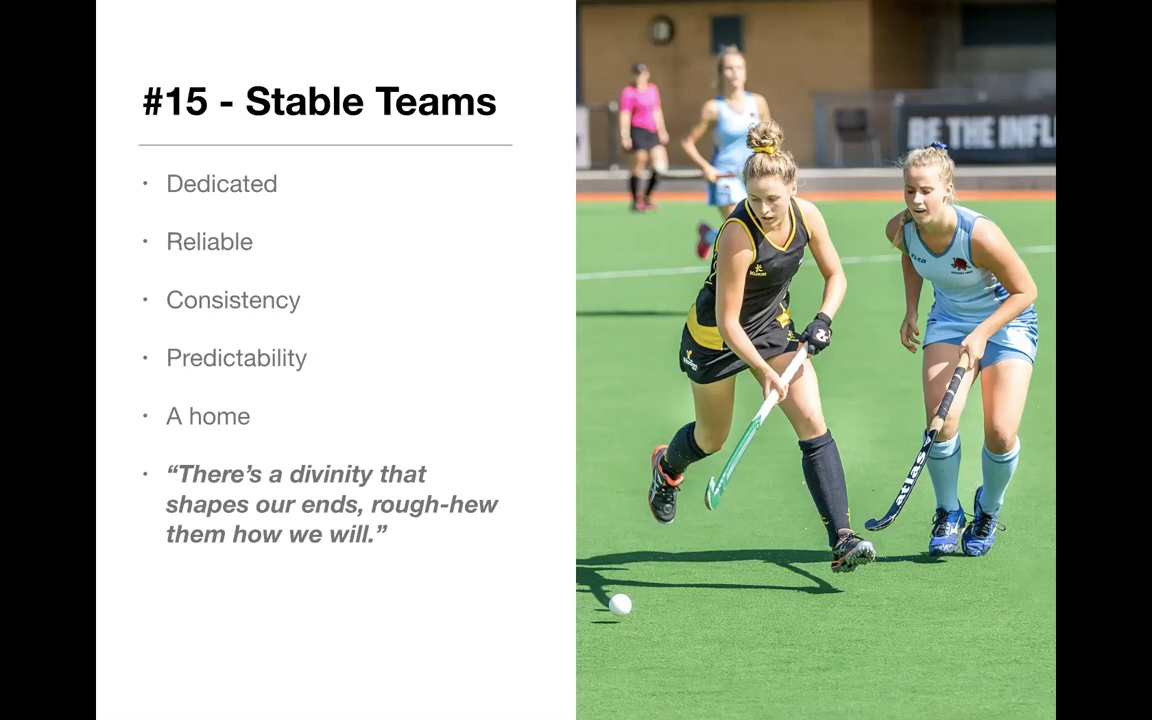 #15 - Stable Teams
• Dedicated
• Reliable
• Consistency
• Predictability
• A home
• “There’s a divinity that
shapes our ends, rough-hew
them how we will.”
BE THE INFL
atlas